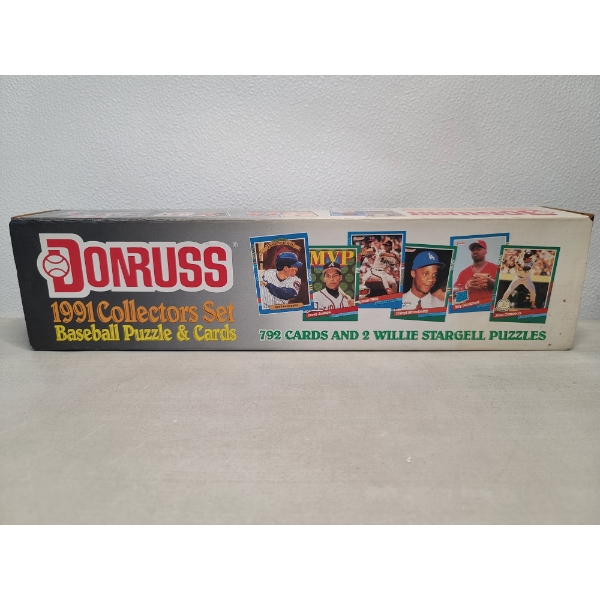 DONRUSS®
1991 Collectors Set
Baseball Puzzle & Cards
MVP
792 CARDS AND 2 WILLIE STARGELL PUZZLES